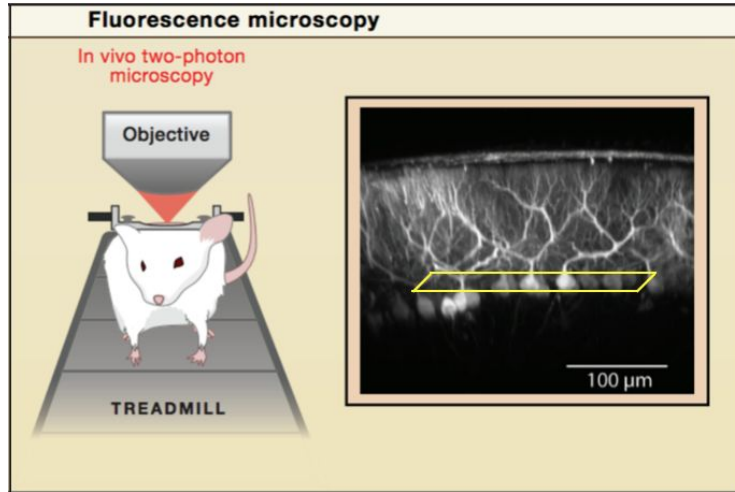 Fluorescence microscopy
In vivo two-photon
microscopy
Objective
TREADMILL
100 μm